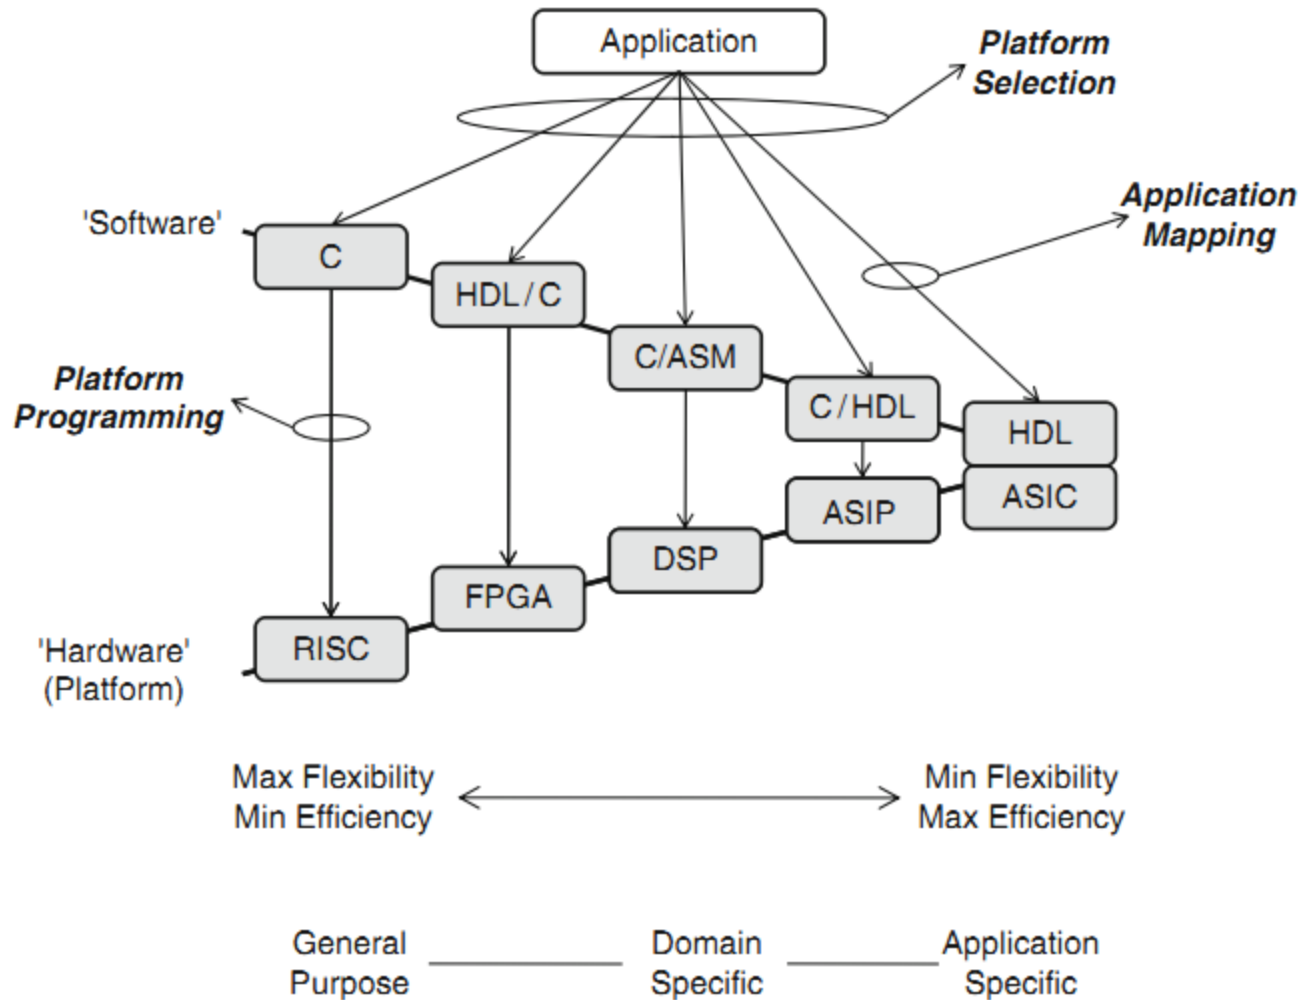 Application
Platform
Selection
Application
Mapping
'Software'
C
HDL / C
C/ASM
C / HDL
HDL
Platform
Programming
ASIC
ASIP
DSP
FPGA
RISC
'Hardware'
(Platform)
Max Flexibility
Min Efficiency
Min Flexibility
Max Efficiency
General
Purpose
Domain
Specific
Application
Specific